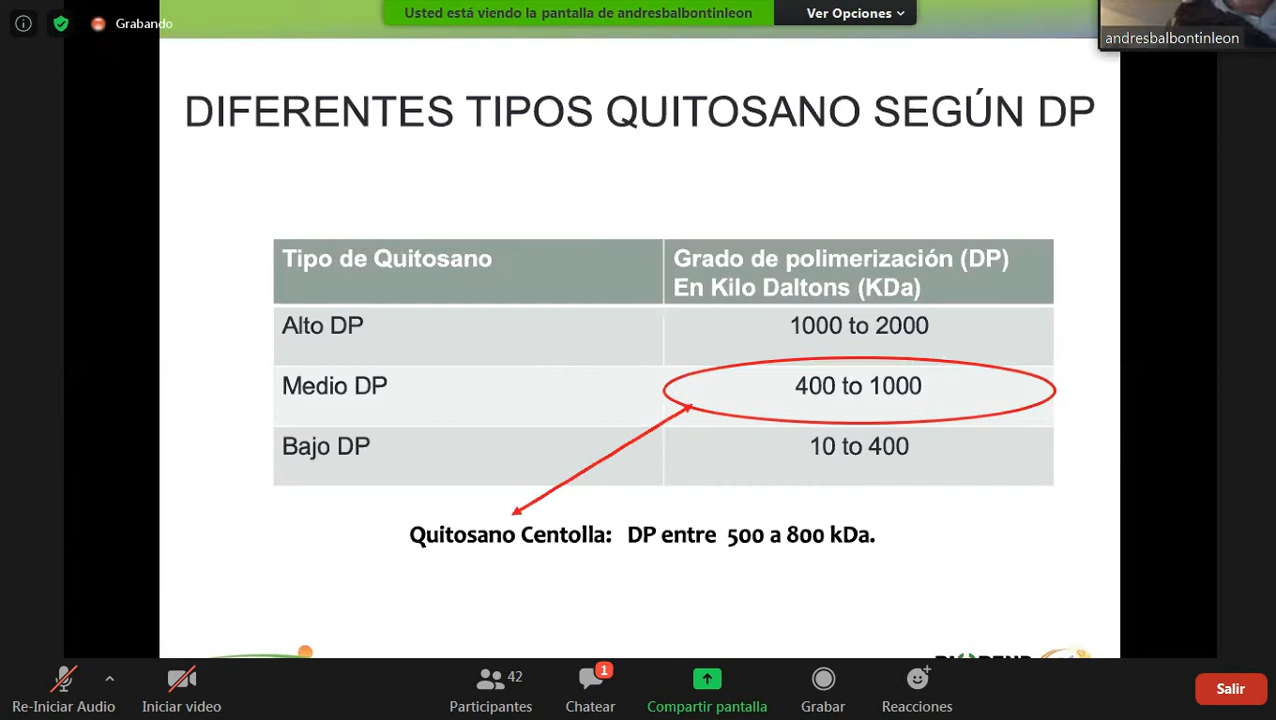 Grabando
Usted está viendo la pantalla de andresbalbontinleon
Ver Opciones
andresbalbontinleon
DIFERENTES TIPOS QUITOSANO SEGÚN DP
Tipo de Quitosano
Grado de polimerización (DP)
En Kilo Daltons (KDa)
Alto DP
1000 to 2000
Medio DP
400 to 1000
Bajo DP
10 to 400
Quitosano Centolla: DP entre 500 a 800 kDa.
Re-Iniciar Audio
Iniciar video
42
Participantes
1
Chatear
Compartir pantalla
Grabar
Reacciones
Salir